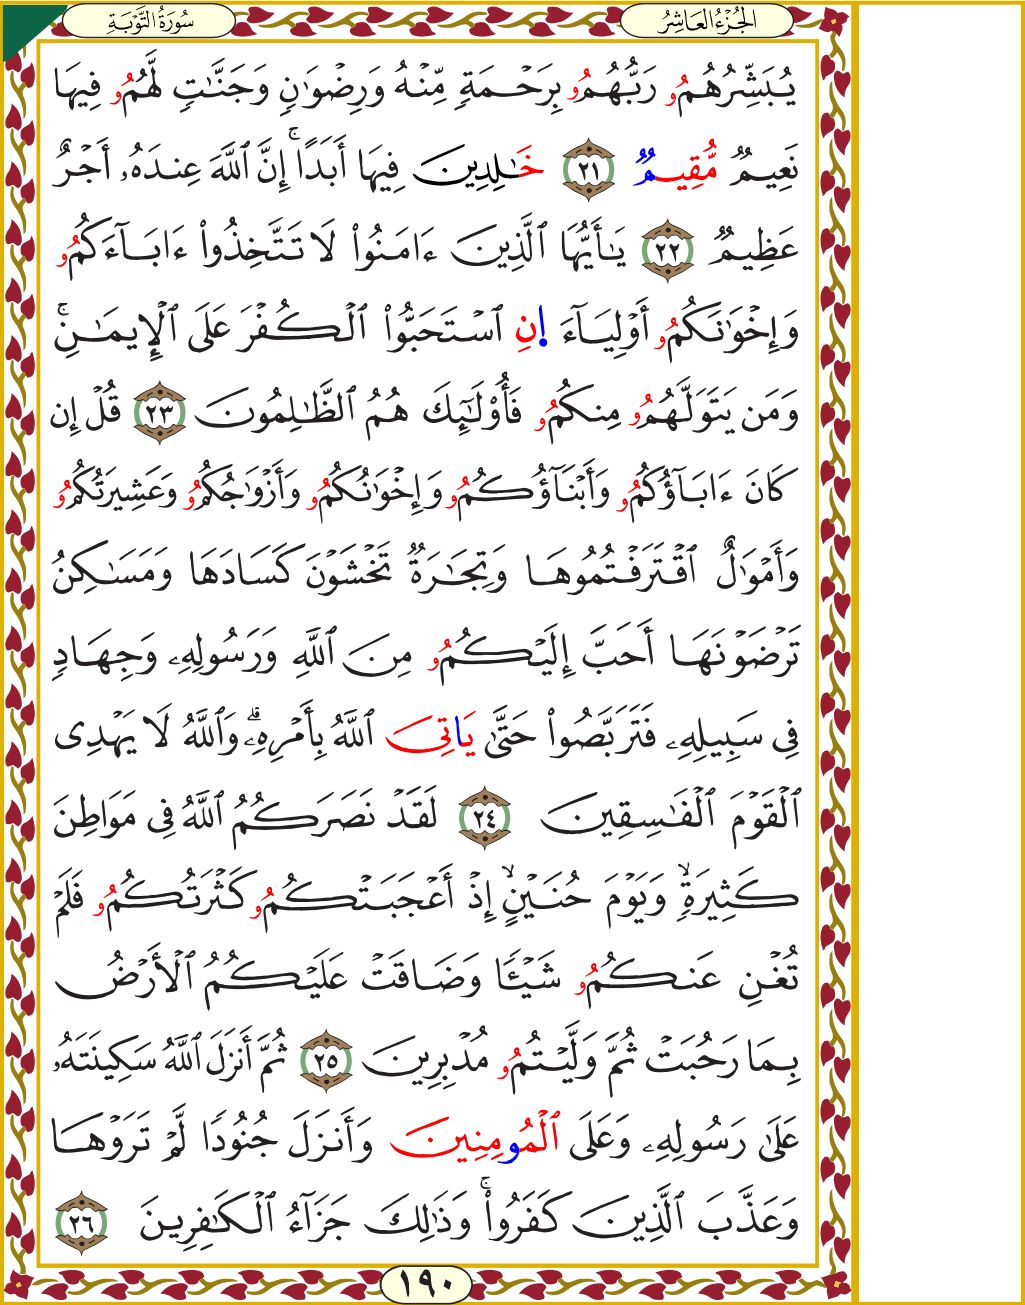 الجُزْءُ العَاشِرُ
سُورَةُ التَّوْبَةِ
يُبَشِّرُهُمُو رَبُّهُمُو بِرَحْمَةٍ مِّنْهُ وَرِضْوَٰنٍ وَجَنَّٰتٍ لَّهُمُو فِيهَا
نَعِيمٌ مُّقِيمٌ ٢١ خَٰلِدِينَ فِيهَا أَبَدًا ۚ إِنَّ ٱللَّهَ عِندَهُۥ أَجْرٌ
عَظِيمٌ ٢٢ يَٰأَيُّهَا ٱلَّذِينَ ءَامَنُوا۟ لَا تَتَّخِذُوا۟ ءَابَآءَكُمُو
وَإِخْوَٰنَكُمُو أَوْلِيَآءَ اِنِ ٱسْتَحَبُّوا۟ ٱلْكُفْرَ عَلَى ٱلْإِيمَٰنِ ۚ
وَمَن يَتَوَلَّهُمُو مِنكُمُو فَأُو۟لَٰٓئِكَ هُمُ ٱلظَّٰلِمُونَ ٢٣ قُلْ إِن
كَانَ ءَابَآؤُكُمُو وَأَبْنَآؤُكُمُو وَإِخْوَٰنُكُمُو وَأَزْوَٰجُكُمُو وَعَشِيرَتُكُمُو
وَأَمْوَٰلٌ ٱقْتَرَفْتُمُوهَا وَتِجَٰرَةٌ تَخْشَوْنَ كَسَادَهَا وَمَسَٰكِنُ
تَرْضَوْنَهَا أَحَبَّ إِلَيْكُمُو مِنَ ٱللَّهِ وَرَسُولِهِۦ وَجِهَادٍ
فِى سَبِيلِهِۦ فَتَرَبَّصُوا۟ حَتَّىٰ يَاتِىَ ٱللَّهُ بِأَمْرِهِۦ ۗ وَٱللَّهُ لَا يَهْدِى
ٱلْقَوْمَ ٱلْفَٰسِقِينَ ٢٤ لَقَدْ نَصَرَكُمُ ٱللَّهُ فِى مَوَاطِنَ
كَثِيرَةٍ ۙ وَيَوْمَ حُنَيْنٍ ۙ إِذْ أَعْجَبَتْكُمُو كَثْرَتُكُمُو فَلَمْ
تُغْنِ عَنكُمُو شَيْـًٔا وَضَاقَتْ عَلَيْكُمُ ٱلْأَرْضُ
بِمَا رَحُبَتْ ثُمَّ وَلَّيْتُمُو مُدْبِرِينَ ٢٥ ثُمَّ أَنزَلَ ٱللَّهُ سَكِينَتَهُۥ
عَلَىٰ رَسُولِهِۦ وَعَلَى ٱلْمُومِنِينَ وَأَنزَلَ جُنُودًا لَّمْ تَرَوْهَا
وَعَذَّبَ ٱلَّذِينَ كَفَرُوا۟ ۚ وَذَٰلِكَ جَزَآءُ ٱلْكَٰفِرِينَ ٢٦
١٩٠